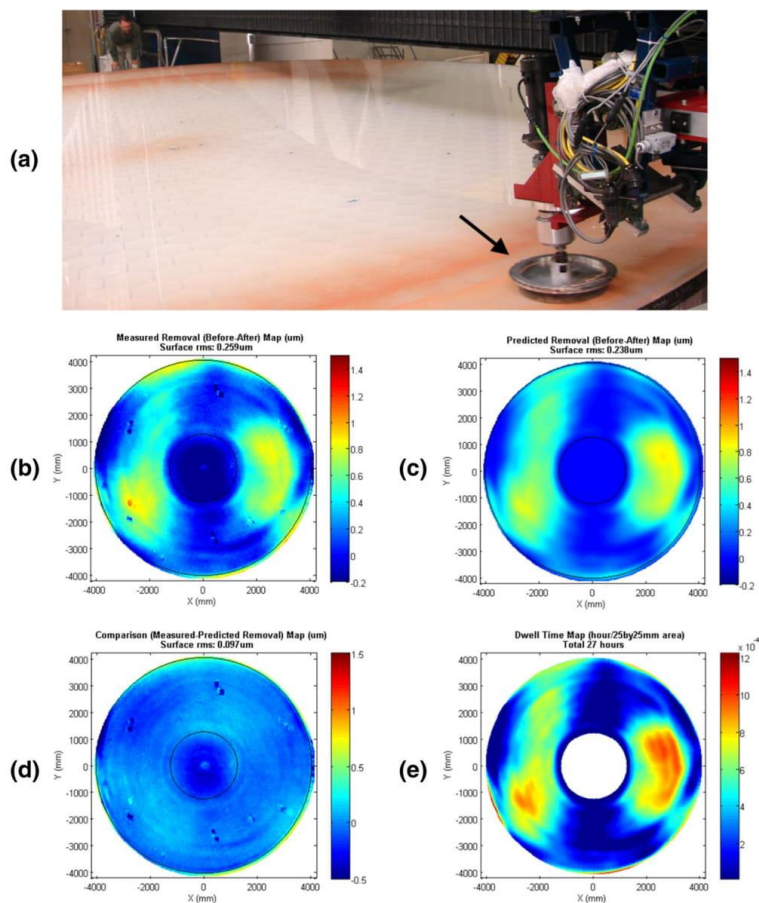 (a)
Measured Removal (Before-After) Map (um)
Surface rms: 0.259um
(b)
Y (mm)
4000
3000
2000
1000
0
-1000
-2000
-3000
-4000
-4000 -2000 0 2000 4000
X (mm)
1.4
1.2
1
0.8
0.6
0.4
0.2
0
-0.2
Predicted Removal (Before-After) Map (um)
Surface rms: 0.238um
(c)
Y (mm)
4000
3000
2000
1000
0
-1000
-2000
-3000
-4000
-4000 -2000 0 2000 4000
X (mm)
1.4
1.2
1
0.8
0.6
0.4
0.2
0
-0.2
Comparison (Measured-Predicted Removal) Map (um)
Surface rms: 0.097um
(d)
Y (mm)
4000
3000
2000
1000
0
-1000
-2000
-3000
-4000
-4000 -2000 0 2000 4000
X (mm)
1.5
1
0.5
0
-0.5
Dwell Time Map (hour/25by25mm area)
Total 27 hours
(e)
Y (mm)
4000
3000
2000
1000
0
-1000
-2000
-3000
-4000
-4000 -2000 0 2000 4000
X (mm)
x 10⁻⁴
12
10
8
6
4
2